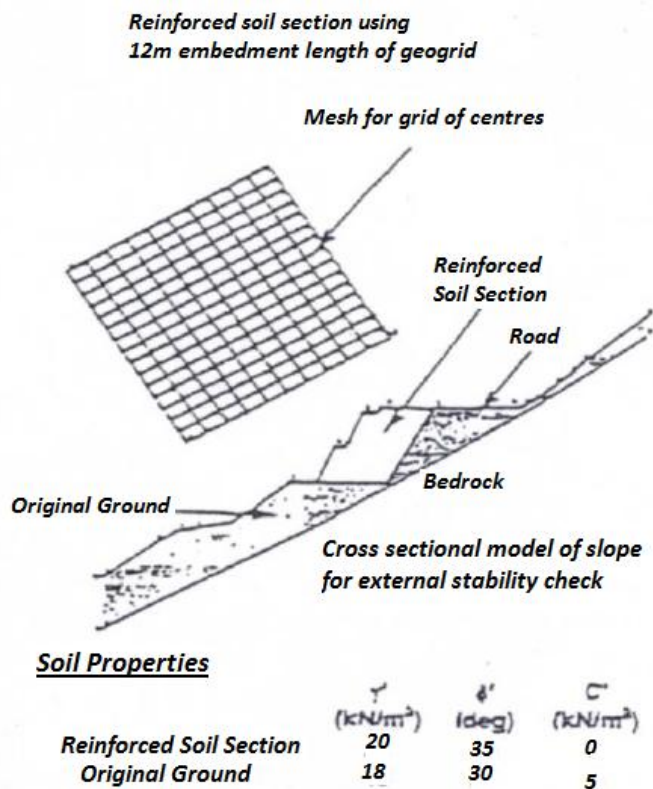 Reinforced soil section using
12m embedment length of geogrid
Mesh for grid of centres
Reinforced
Soil Section
Road
Original Ground
Bedrock
Cross sectional model of slope
for external stability check
Soil Properties
γ' ϕ' C'
(kN/m³) (deg) (kN/m²)
Reinforced Soil Section 20 35 0
Original Ground 18 30 5